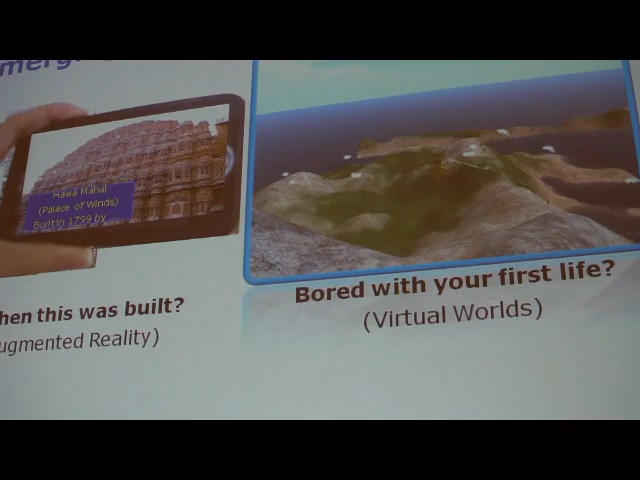 Hawa Mahal
(Palace of Winds)
Built in 1799 by ...
hen this was built?
ugmented Reality)
Bored with your first life?
(Virtual Worlds)